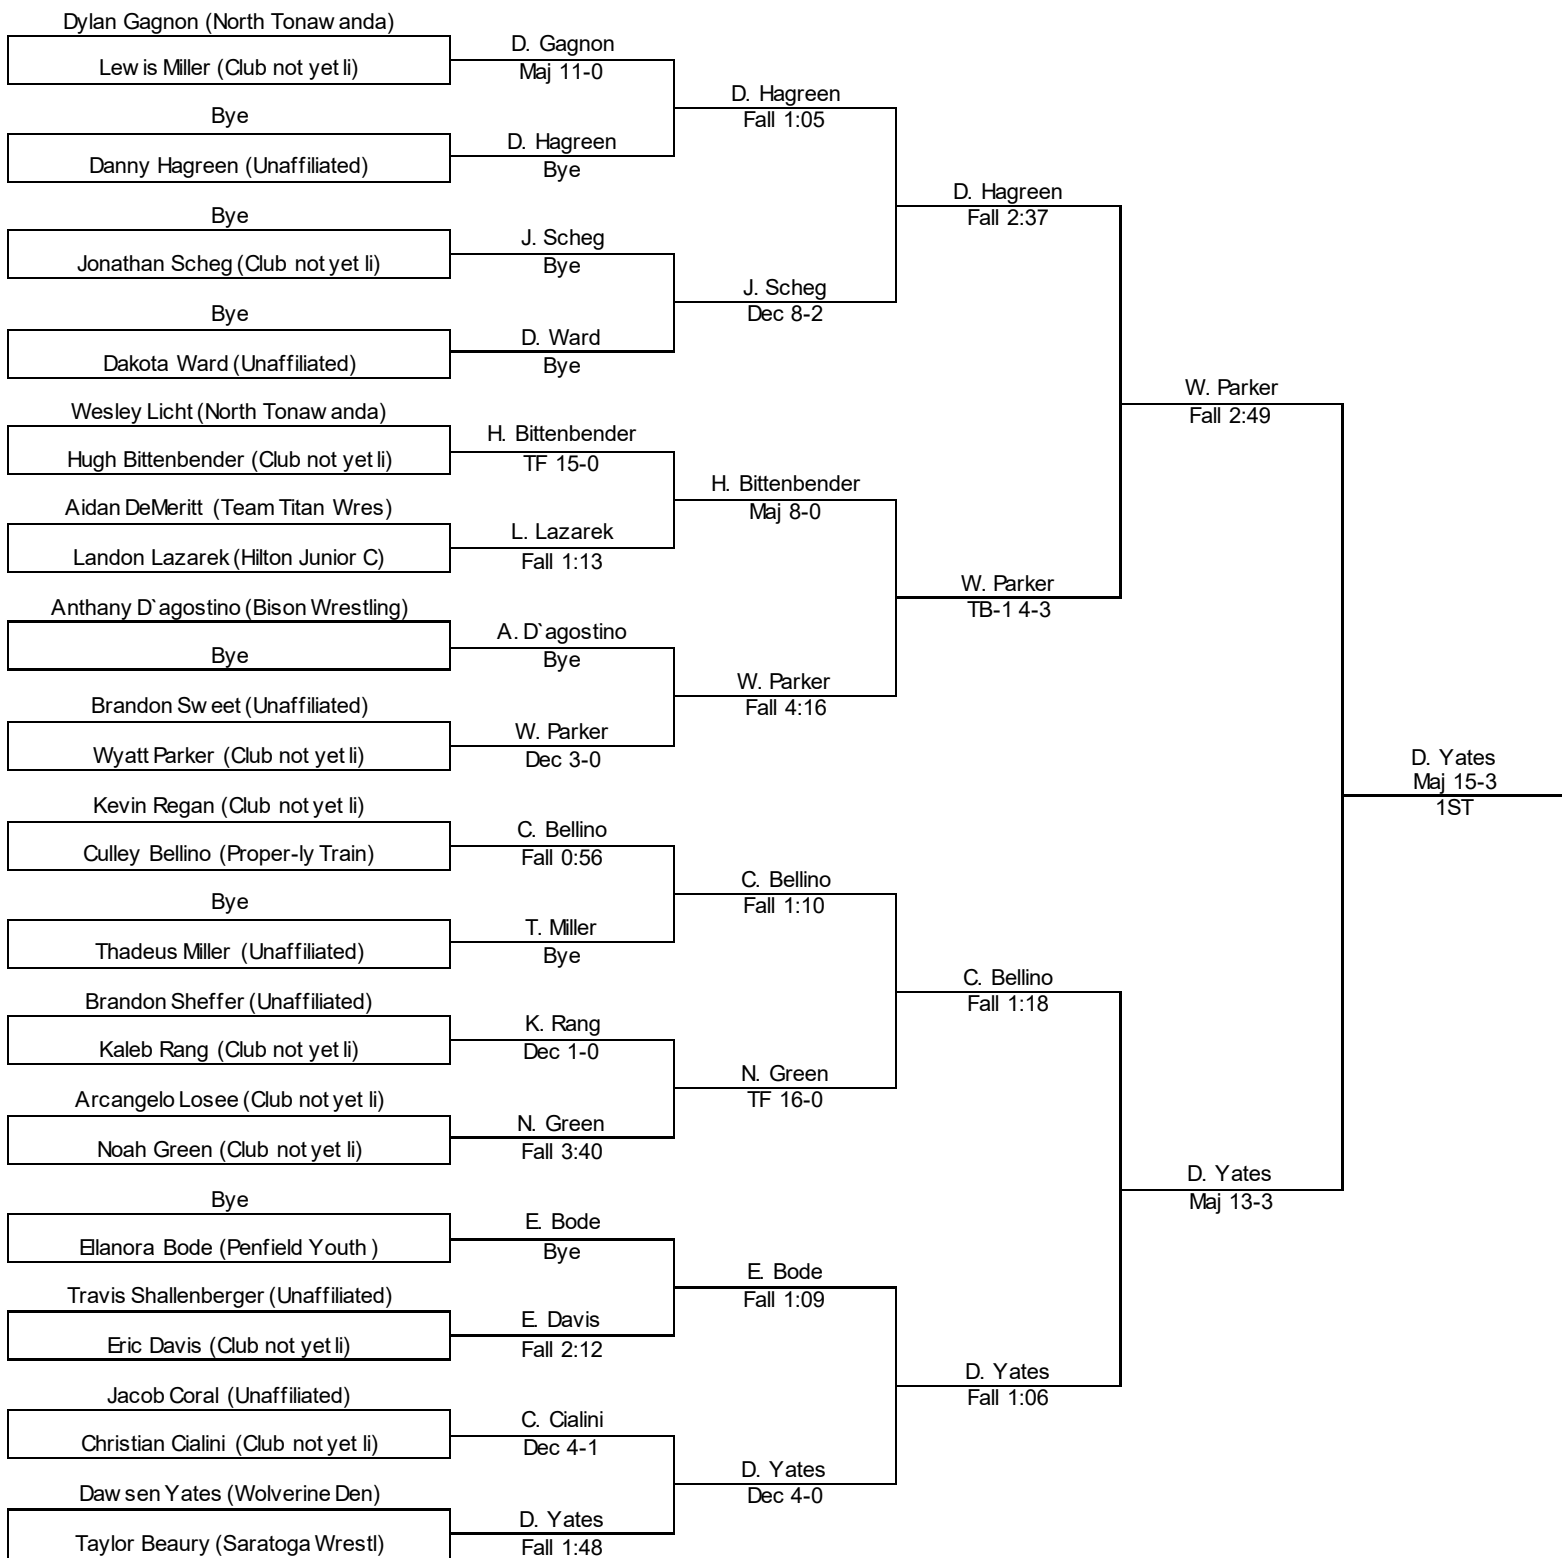 Dylan Gagnon (North Tonawanda)
Lewis Miller (Club not yet li)
Bye
Danny Hagreen (Unaffiliated)
Bye
Jonathan Scheg (Club not yet li)
Bye
Dakota Ward (Unaffiliated)
Wesley Licht (North Tonawanda)
Hugh Bittenbender (Club not yet li)
Aidan DeMeritt (Team Titan Wres)
Landon Lazarek (Hilton Junior C)
Anthany D`agostino (Bison Wrestling)
Bye
Brandon Sweet (Unaffiliated)
Wyatt Parker (Club not yet li)
Kevin Regan (Club not yet li)
Culley Bellino (Proper-ly Train)
Bye
Thadeus Miller (Unaffiliated)
Brandon Sheffer (Unaffiliated)
Kaleb Rang (Club not yet li)
Arcangelo Losee (Club not yet li)
Noah Green (Club not yet li)
Bye
Ellanora Bode (Penfield Youth )
Travis Shallenberger (Unaffiliated)
Eric Davis (Club not yet li)
Jacob Coral (Unaffiliated)
Christian Cialini (Club not yet li)
Dawsen Yates (Wolverine Den)
Taylor Beaury (Saratoga Wrestl)
D. Gagnon
Maj 11-0
D. Hagreen
Bye
J. Scheg
Bye
D. Ward
Bye
H. Bittenbender
TF 15-0
L. Lazarek
Fall 1:13
A. D`agostino
Bye
W. Parker
Dec 3-0
C. Bellino
Fall 0:56
T. Miller
Bye
K. Rang
Dec 1-0
N. Green
Fall 3:40
E. Bode
Bye
E. Davis
Fall 2:12
C. Cialini
Dec 4-1
D. Yates
Fall 1:48
D. Hagreen
Fall 1:05
J. Scheg
Dec 8-2
H. Bittenbender
Maj 8-0
W. Parker
Fall 4:16
C. Bellino
Fall 1:10
N. Green
TF 16-0
E. Bode
Fall 1:09
D. Yates
Dec 4-0
D. Hagreen
Fall 2:37
W. Parker
TB-1 4-3
C. Bellino
Fall 1:18
D. Yates
Fall 1:06
W. Parker
Fall 2:49
D. Yates
Maj 13-3
D. Yates
Maj 15-3
1ST